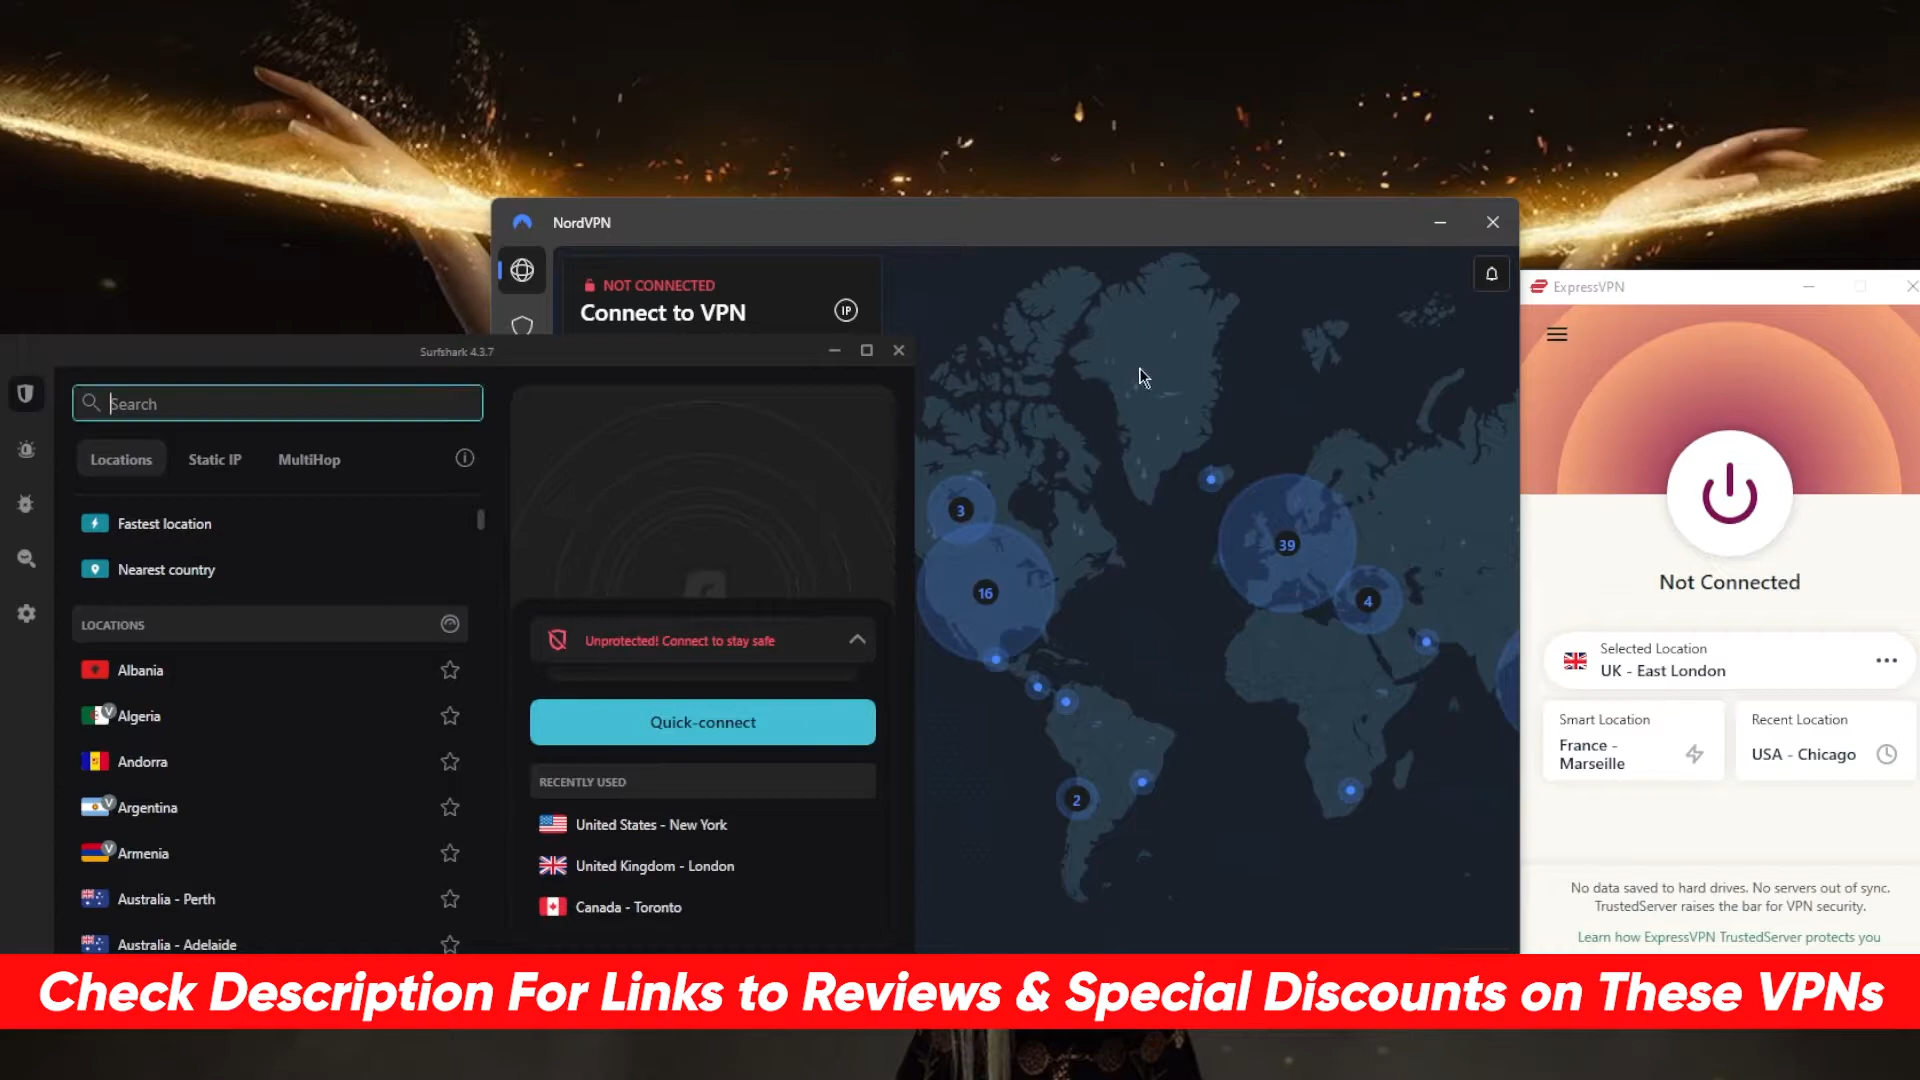 NordVPN
NOT CONNECTED
Connect to VPN
IP
Surfshark 4.3.7
Search
Locations
Static IP
MultiHop
Fastest location
Nearest country
LOCATIONS
Albania
V
Algeria
Andorra
V
Argentina
V
Armenia
Australia - Perth
Australia - Adelaide
Unprotected! Connect to stay safe
Quick-connect
RECENTLY USED
United States - New York
United Kingdom - London
Canada - Toronto
3
16
39
4
2
ExpressVPN
Not Connected
Selected Location
UK - East London
Smart Location
France -
Marseille
Recent Location
USA - Chicago
No data saved to hard drives. No servers out of sync.
TrustedServer raises the bar for VPN security.
Learn how ExpressVPN TrustedServer protects you
Check Description For Links to Reviews & Special Discounts on These VPNs